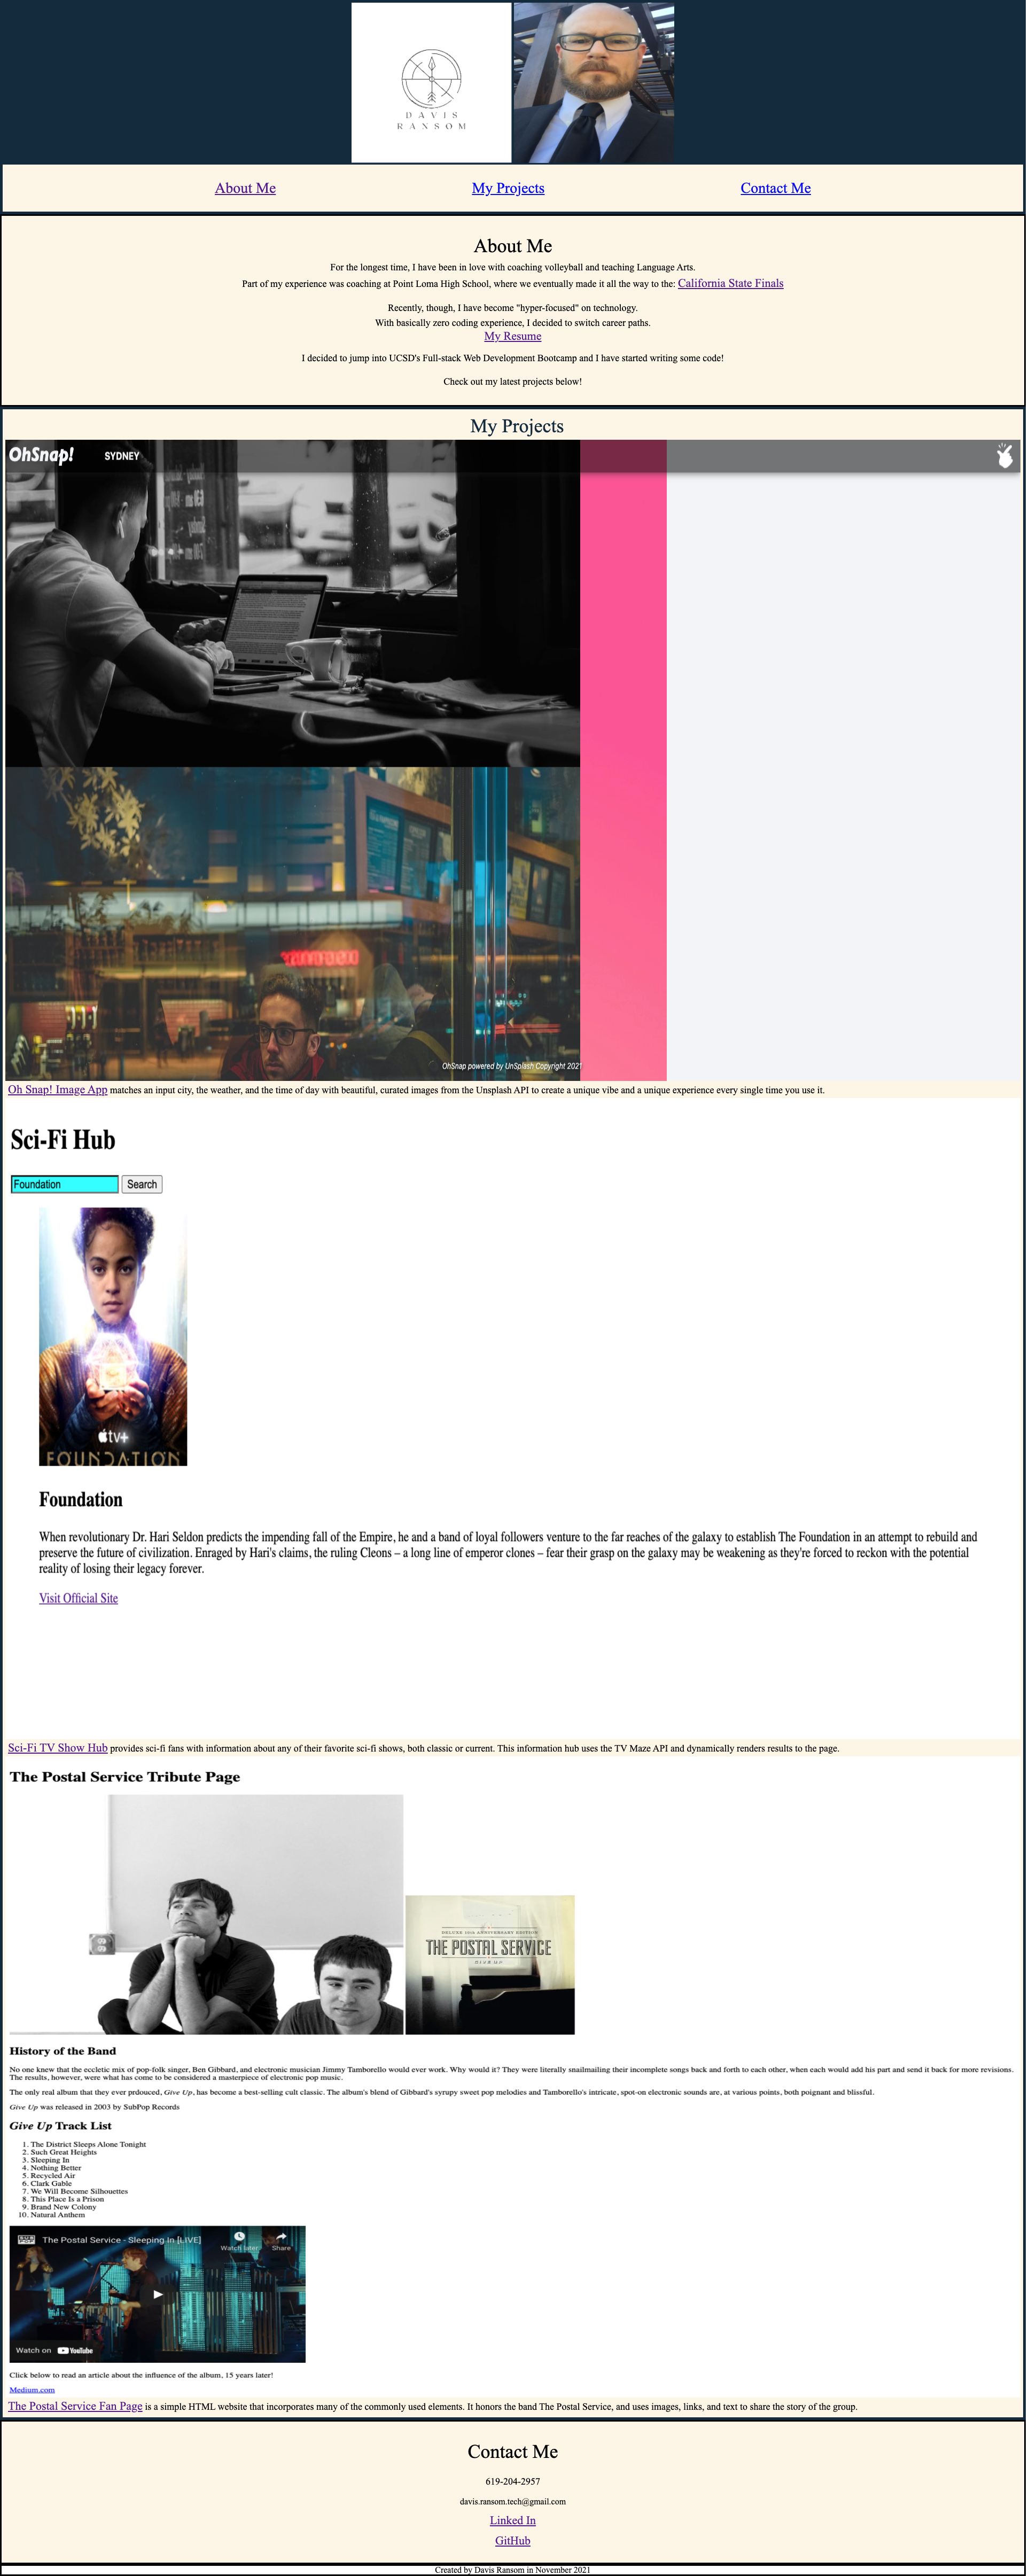 DAVIS
RANSOM
About Me
My Projects
Contact Me
About Me
For the longest time, I have been in love with coaching volleyball and teaching Language Arts.
Part of my experience was coaching at Point Loma High School, where we eventually made it all the way to the: California State Finals
Recently, though, I have become "hyper-focused" on technology.
With basically zero coding experience, I decided to switch career paths.
My Resume
I decided to jump into UCSD's Full-stack Web Development Bootcamp and I have started writing some code!
Check out my latest projects below!
My Projects
OhSnap!
SYDNEY
OhSnap powered by UnSplash Copyright 2021
Oh Snap! Image App matches an input city, the weather, and the time of day with beautiful, curated images from the Unsplash API to create a unique vibe and a unique experience every single time you use it.
Sci-Fi Hub
Foundation
Search
tv+
FOUNDATION
Foundation
When revolutionary Dr. Hari Seldon predicts the impending fall of the Empire, he and a band of loyal followers venture to the far reaches of the galaxy to establish The Foundation in an attempt to rebuild and
preserve the future of civilization. Enraged by Hari's claims, the ruling Cleons – a long line of emperor clones – fear their grasp on the galaxy may be weakening as they're forced to reckon with the potential
reality of losing their legacy forever.
Visit Official Site
Sci-Fi TV Show Hub provides sci-fi fans with information about any of their favorite sci-fi shows, both classic or current. This information hub uses the TV Maze API and dynamically renders results to the page.
The Postal Service Tribute Page
DELUXE 10th ANNIVERSARY EDITION
THE POSTAL SERVICE
GIVE UP
History of the Band
No one knew that the eccletic mix of pop-folk singer, Ben Gibbard, and electronic musician Jimmy Tamborello would ever work. Why would it? They were literally snailmailing their incomplete songs back and forth to each other, when each would add his part and send it back for more revisions.
The results, however, were what has come to be considered a masterpiece of electronic pop music.
The only real album that they ever prdouced, Give Up, has become a best-selling cult classic. The album's blend of Gibbard's syrupy sweet pop melodies and Tamborello's intricate, spot-on electronic sounds are, at various points, both poignant and blissful.
Give Up was released in 2003 by SubPop Records
Give Up Track List
1. The District Sleeps Alone Tonight
2. Such Great Heights
3. Sleeping In
4. Nothing Better
5. Recycled Air
6. Clark Gable
7. We Will Become Silhouettes
8. This Place Is a Prison
9. Brand New Colony
10. Natural Anthem
The Postal Service - Sleeping In [LIVE]
Watch later
Share
Watch on YouTube
Click below to read an article about the influence of the album, 15 years later!
Medium.com
The Postal Service Fan Page is a simple HTML website that incorporates many of the commonly used elements. It honors the band The Postal Service, and uses images, links, and text to share the story of the group.
Contact Me
619-204-2957
davis.ransom.tech@gmail.com
Linked In
GitHub
Created by Davis Ransom in November 2021